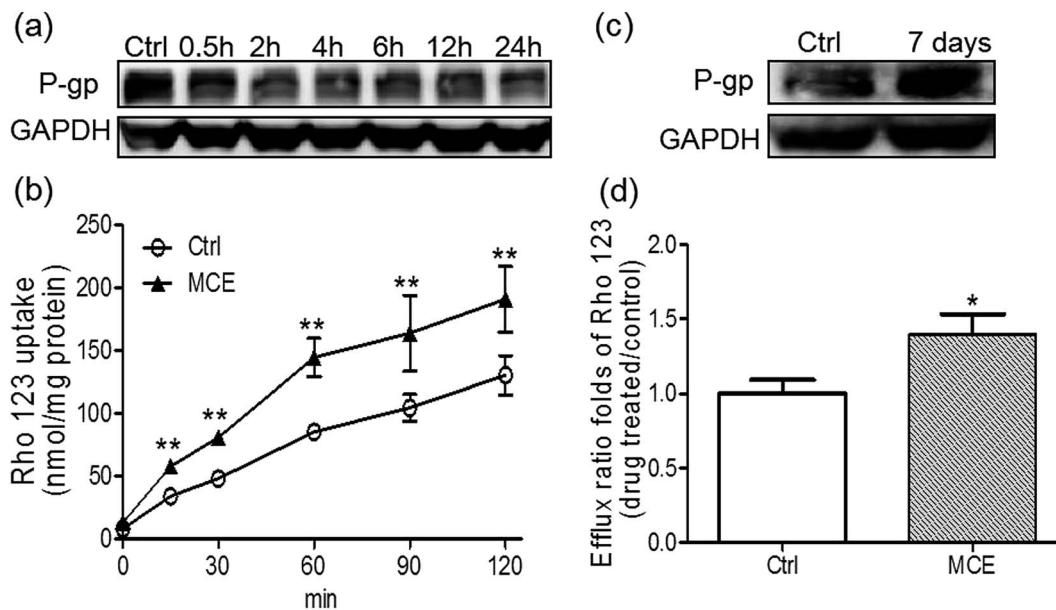 (a)
Ctrl 0.5h 2h 4h 6h 12h 24h
P-gp
GAPDH
(c)
Ctrl 7 days
P-gp
GAPDH
(b)
Rho 123 uptake
(nmol/mg protein)
250
200
150
100
50
0
Ctrl
MCE
**
**
**
**
**
0 30 60 90 120
min
(d)
Efflux ratio folds of Rho 123
(drug treated/control)
2.0
1.5
1.0
0.5
0.0
*
Ctrl MCE